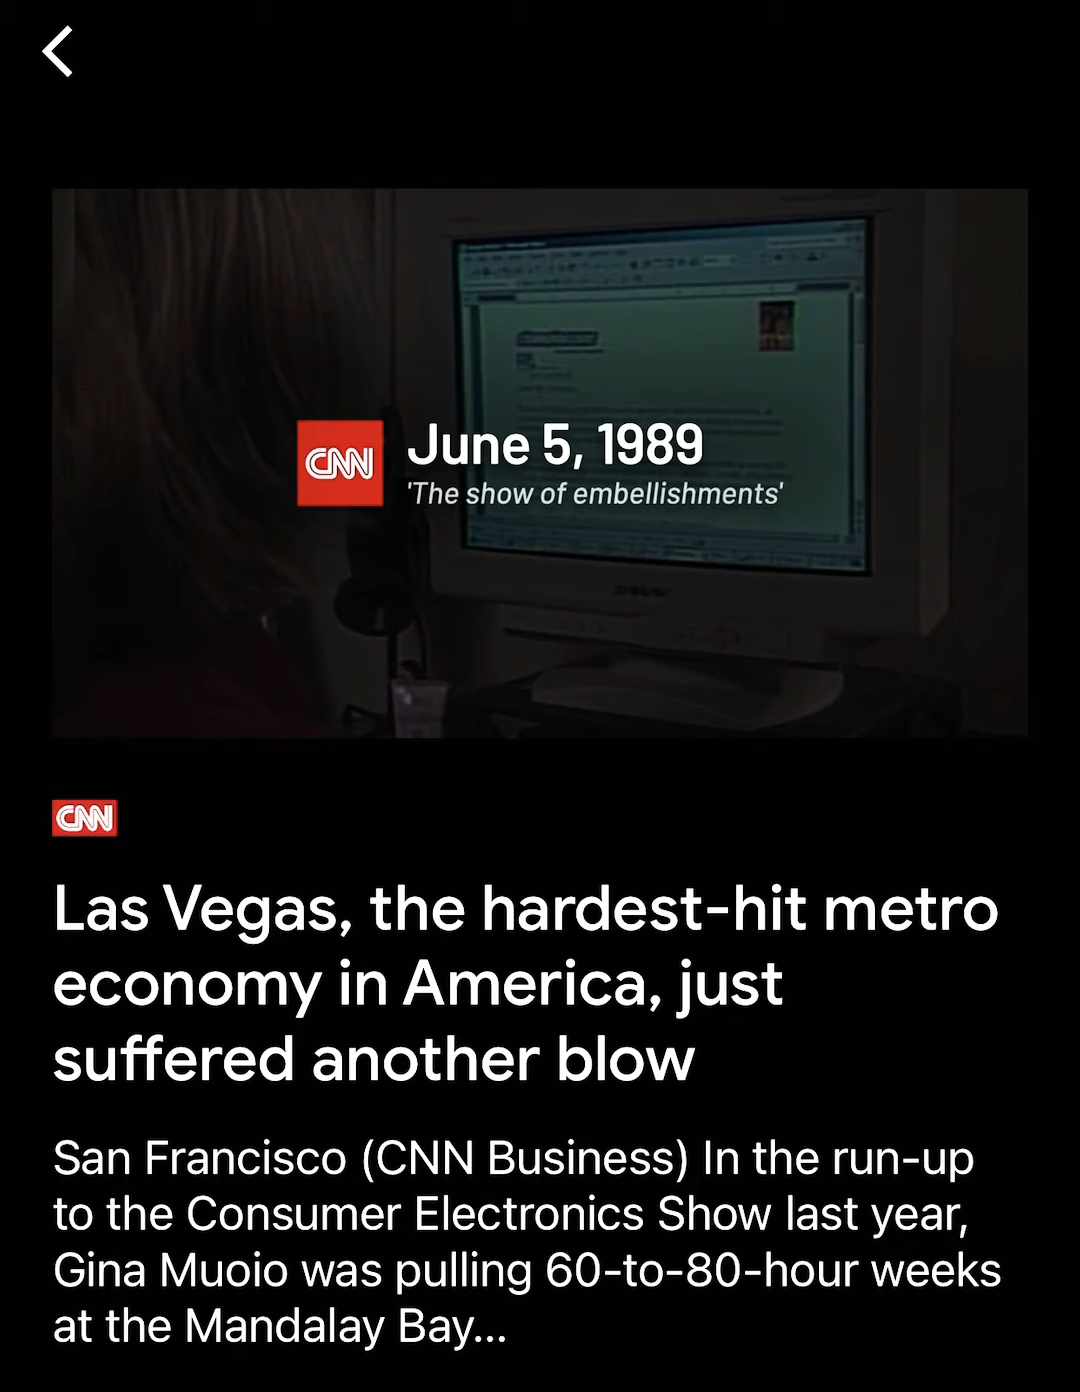 CNN
June 5, 1989
'The show of embellishments'
CNN
Las Vegas, the hardest-hit metro
economy in America, just
suffered another blow
San Francisco (CNN Business) In the run-up
to the Consumer Electronics Show last year,
Gina Muoio was pulling 60-to-80-hour weeks
at the Mandalay Bay...